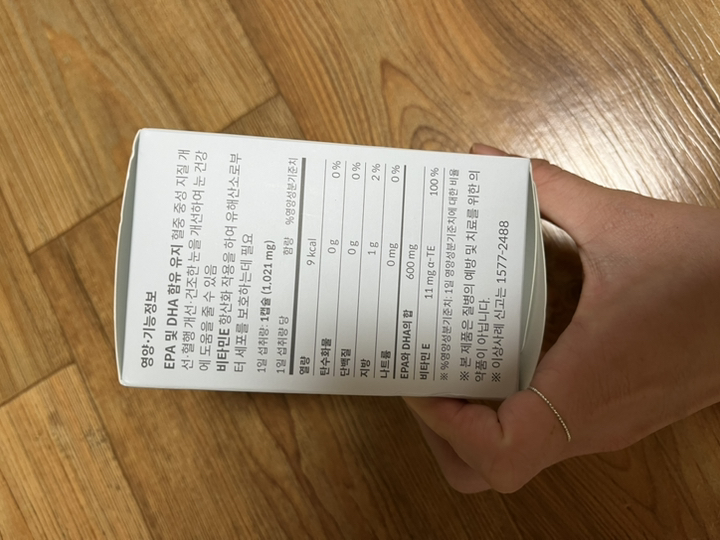 영양·기능정보
EPA 및 DHA 함유 유지 혈중 중성 지질 개
선·혈행 개선·건조한 눈을 개선하여 눈 건강
에 도움을 줄 수 있음
비타민E 항산화 작용을 하여 유해산소로부
터 세포를 보호하는데 필요
1일 섭취량: 1캡슐 (1,021 mg)
1일 섭취량 당 함량 %영양성분기준치
열량 9 kcal
탄수화물 0 g 0 %
단백질 0 g 0 %
지방 1 g 2 %
나트륨 0 mg 0 %
EPA와 DHA의 합 600 mg
비타민 E 11 mg α-TE 100 %
※ %영양성분기준치: 1일 영양성분기준치에 대한 비율
※ 본 제품은 질병의 예방 및 치료를 위한 의
약품이 아닙니다.
※ 이상사례 신고는 1577-2488